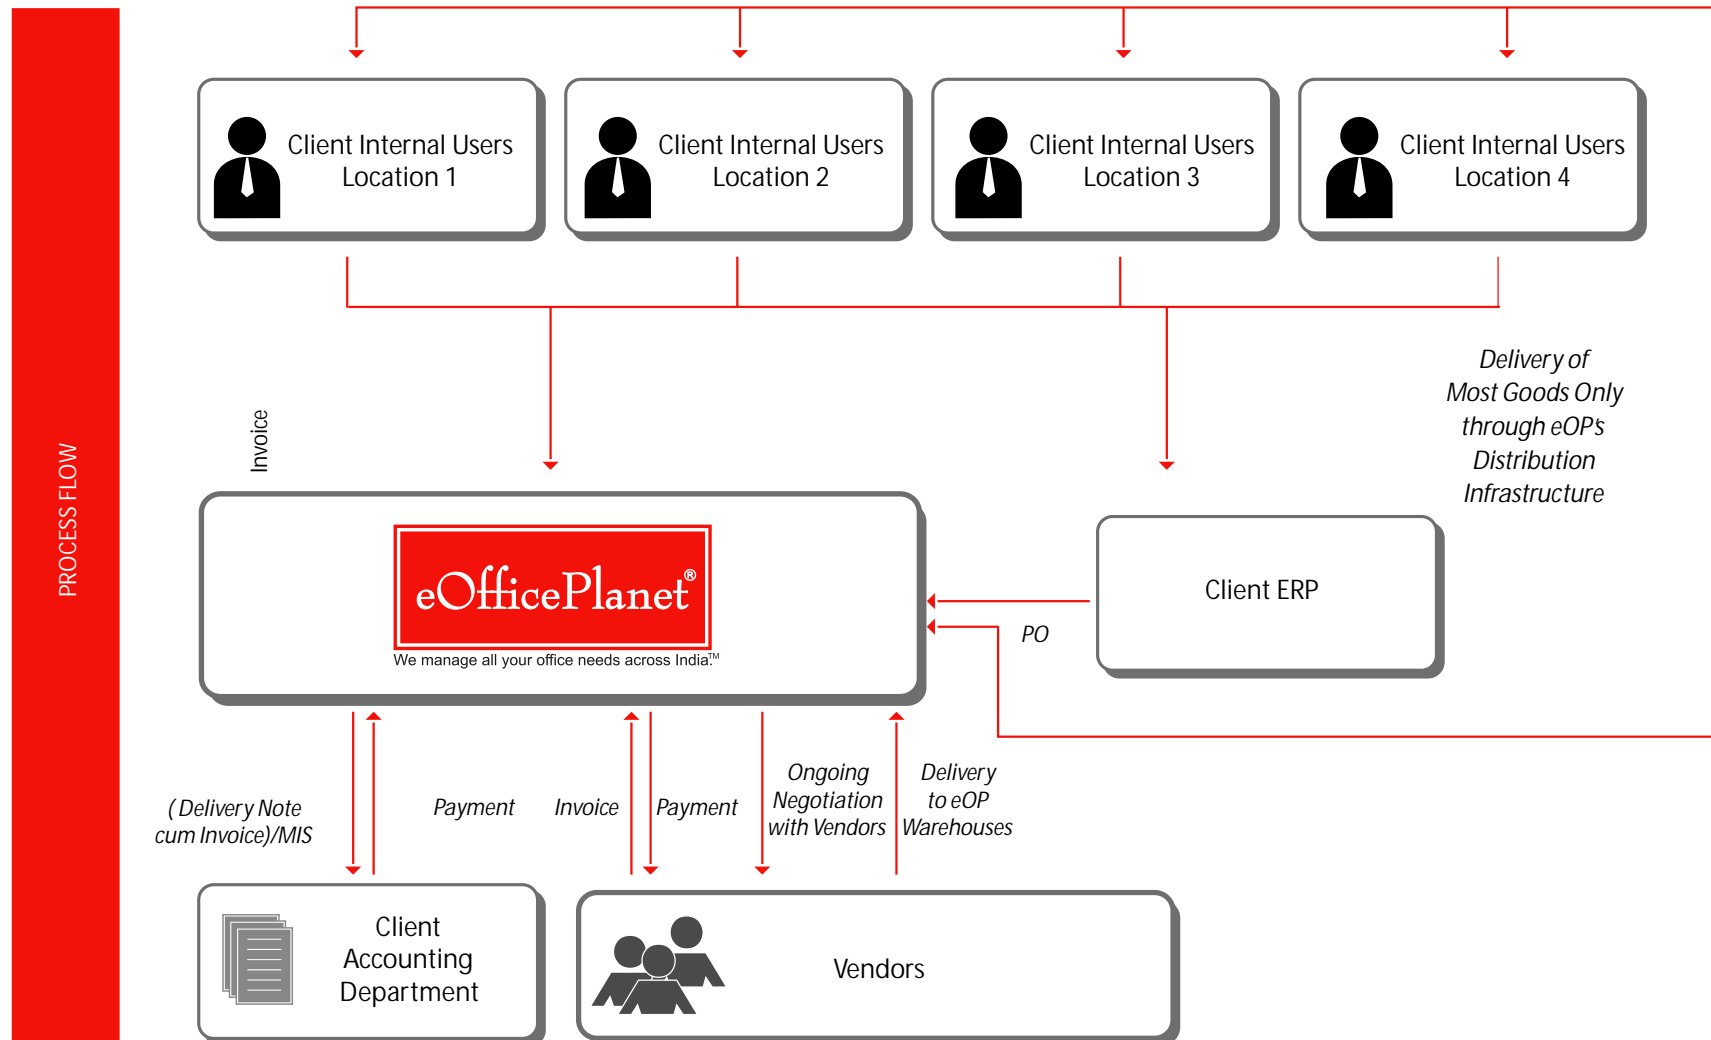 PROCESS FLOW
Client Internal Users
Location 1
Client Internal Users
Location 2
Client Internal Users
Location 3
Client Internal Users
Location 4
Invoice
Delivery of
Most Goods Only
through eOP's
Distribution
Infrastructure
eOfficePlanet®
We manage all your office needs across India.™
Client ERP
PO
(Delivery Note
cum Invoice)/MIS
Payment
Invoice
Payment
Ongoing
Negotiation
with Vendors
Delivery
to eOP
Warehouses
Client
Accounting
Department
Vendors